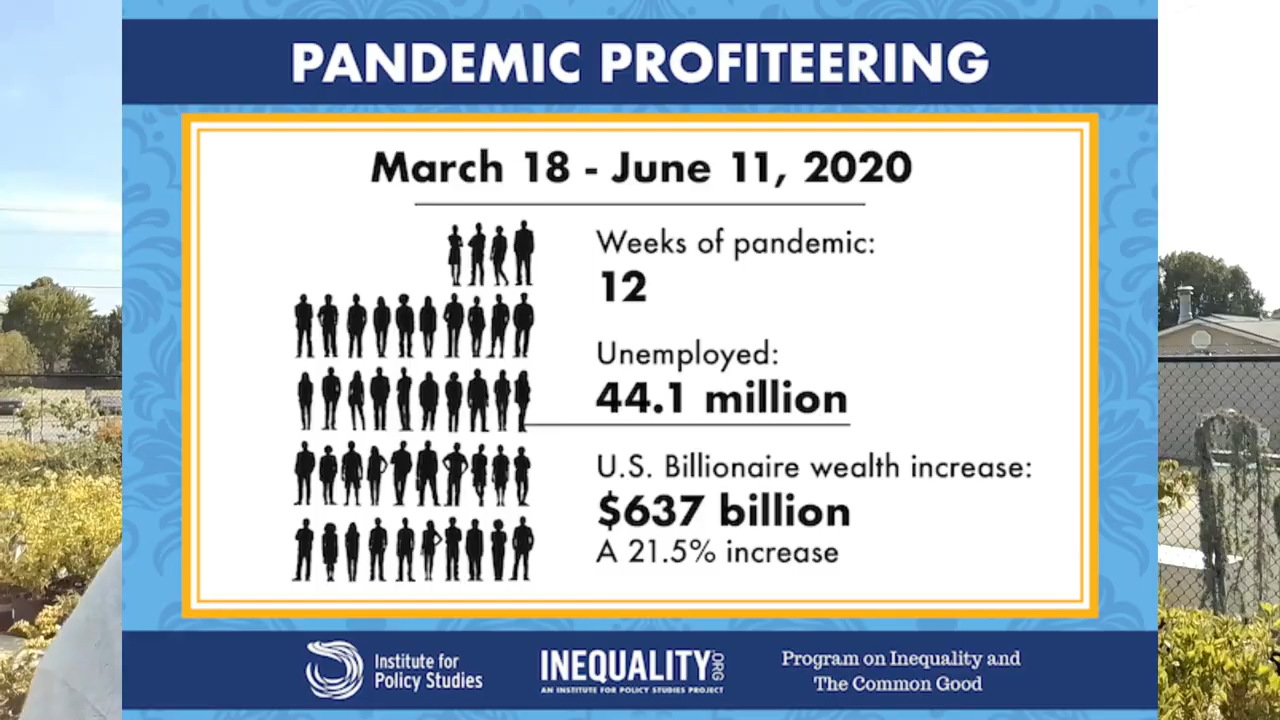 PANDEMIC PROFITEERING
March 18 - June 11, 2020
Weeks of pandemic:
12
Unemployed:
44.1 million
U.S. Billionaire wealth increase:
$637 billion
A 21.5% increase
Institute for
Policy Studies
INEQUALITY.ORG
AN INSTITUTE FOR POLICY STUDIES PROJECT
Program on Inequality and
The Common Good